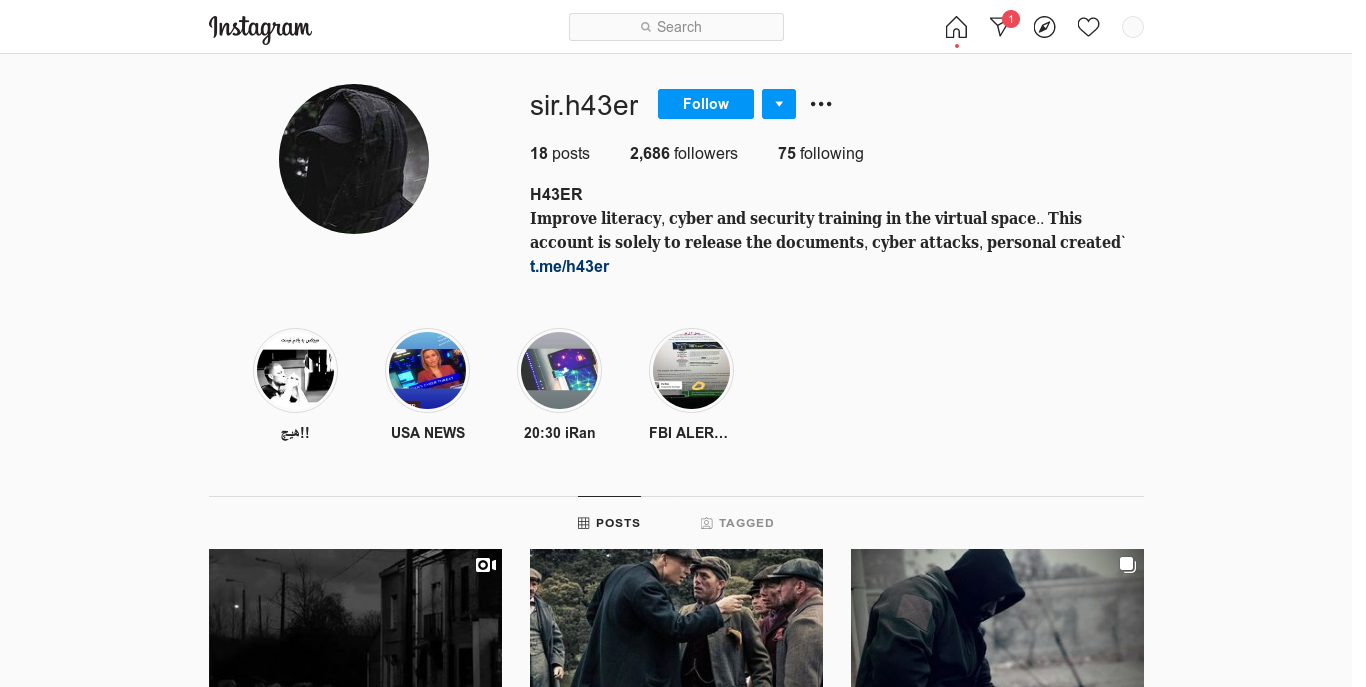 Instagram
Search
1
sir.h43er
Follow
18 posts 2,686 followers 75 following
H43ER
Improve literacy, cyber and security training in the virtual space.. This
account is solely to release the documents, cyber attacks, personal created`
t.me/h43er
هیچ!!
USA NEWS
20:30 iRan
FBI ALER...
POSTS
TAGGED